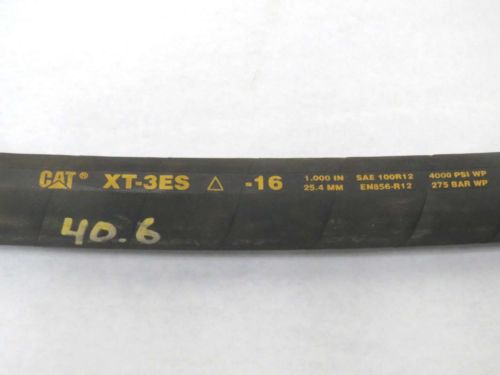 CAT® XT-3ES △ -16 1.000 IN SAE 100R12 4000 PSI WP
25.4 MM EN856-R12 275 BAR WP
40.6